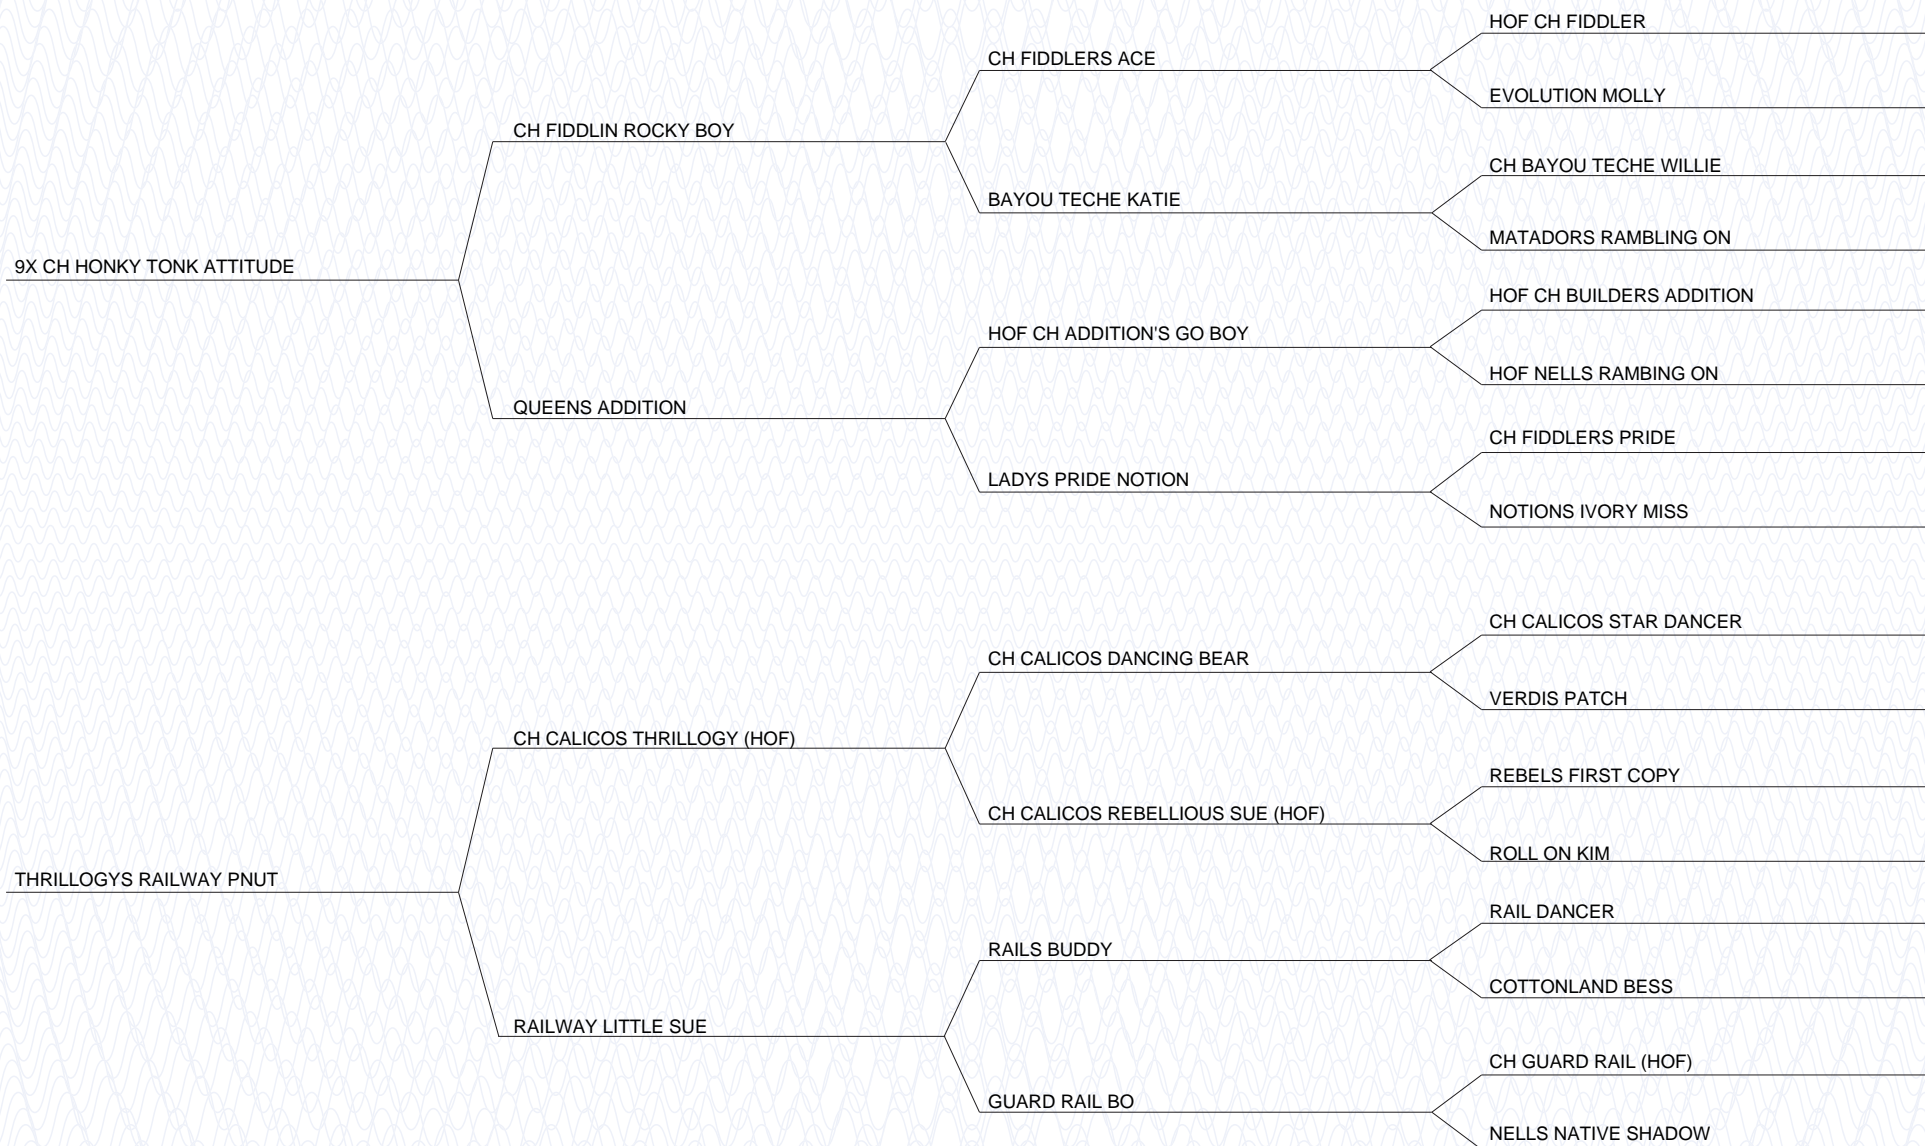 HOF CH FIDDLER
CH FIDDLERS ACE
EVOLUTION MOLLY
CH FIDDLIN ROCKY BOY
CH BAYOU TECHE WILLIE
BAYOU TECHE KATIE
MATADORS RAMBLING ON
9X CH HONKY TONK ATTITUDE
HOF CH BUILDERS ADDITION
HOF CH ADDITION'S GO BOY
HOF NELLS RAMBING ON
QUEENS ADDITION
CH FIDDLERS PRIDE
LADYS PRIDE NOTION
NOTIONS IVORY MISS
CH CALICOS STAR DANCER
CH CALICOS DANCING BEAR
VERDIS PATCH
CH CALICOS THRILLOGY (HOF)
REBELS FIRST COPY
CH CALICOS REBELLIOUS SUE (HOF)
ROLL ON KIM
THRILLOGYS RAILWAY PNUT
RAIL DANCER
RAILS BUDDY
COTTONLAND BESS
RAILWAY LITTLE SUE
CH GUARD RAIL (HOF)
GUARD RAIL BO
NELLS NATIVE SHADOW